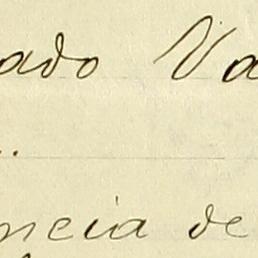 ado Va
..
ncia de